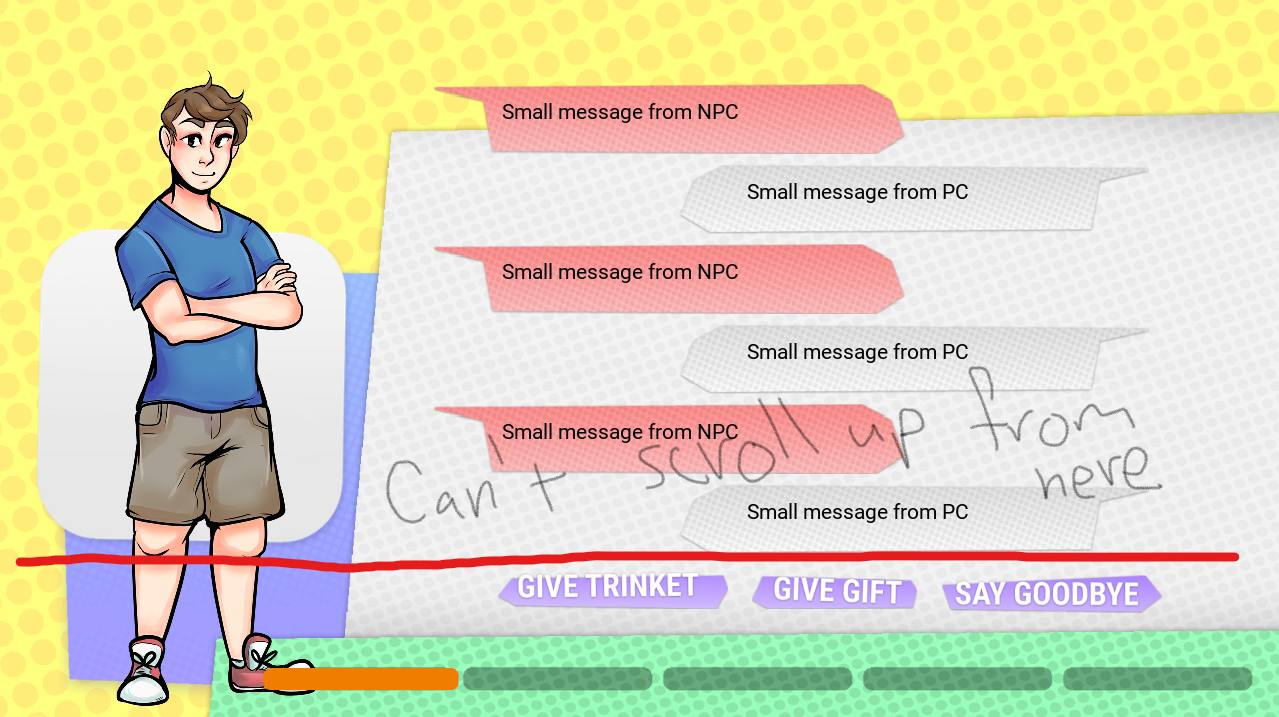 Small message from NPC
Small message from PC
Small message from NPC
Small message from PC
Small message from NPC
Can't scroll up from
here
Small message from PC
GIVE TRINKET GIVE GIFT SAY GOODBYE